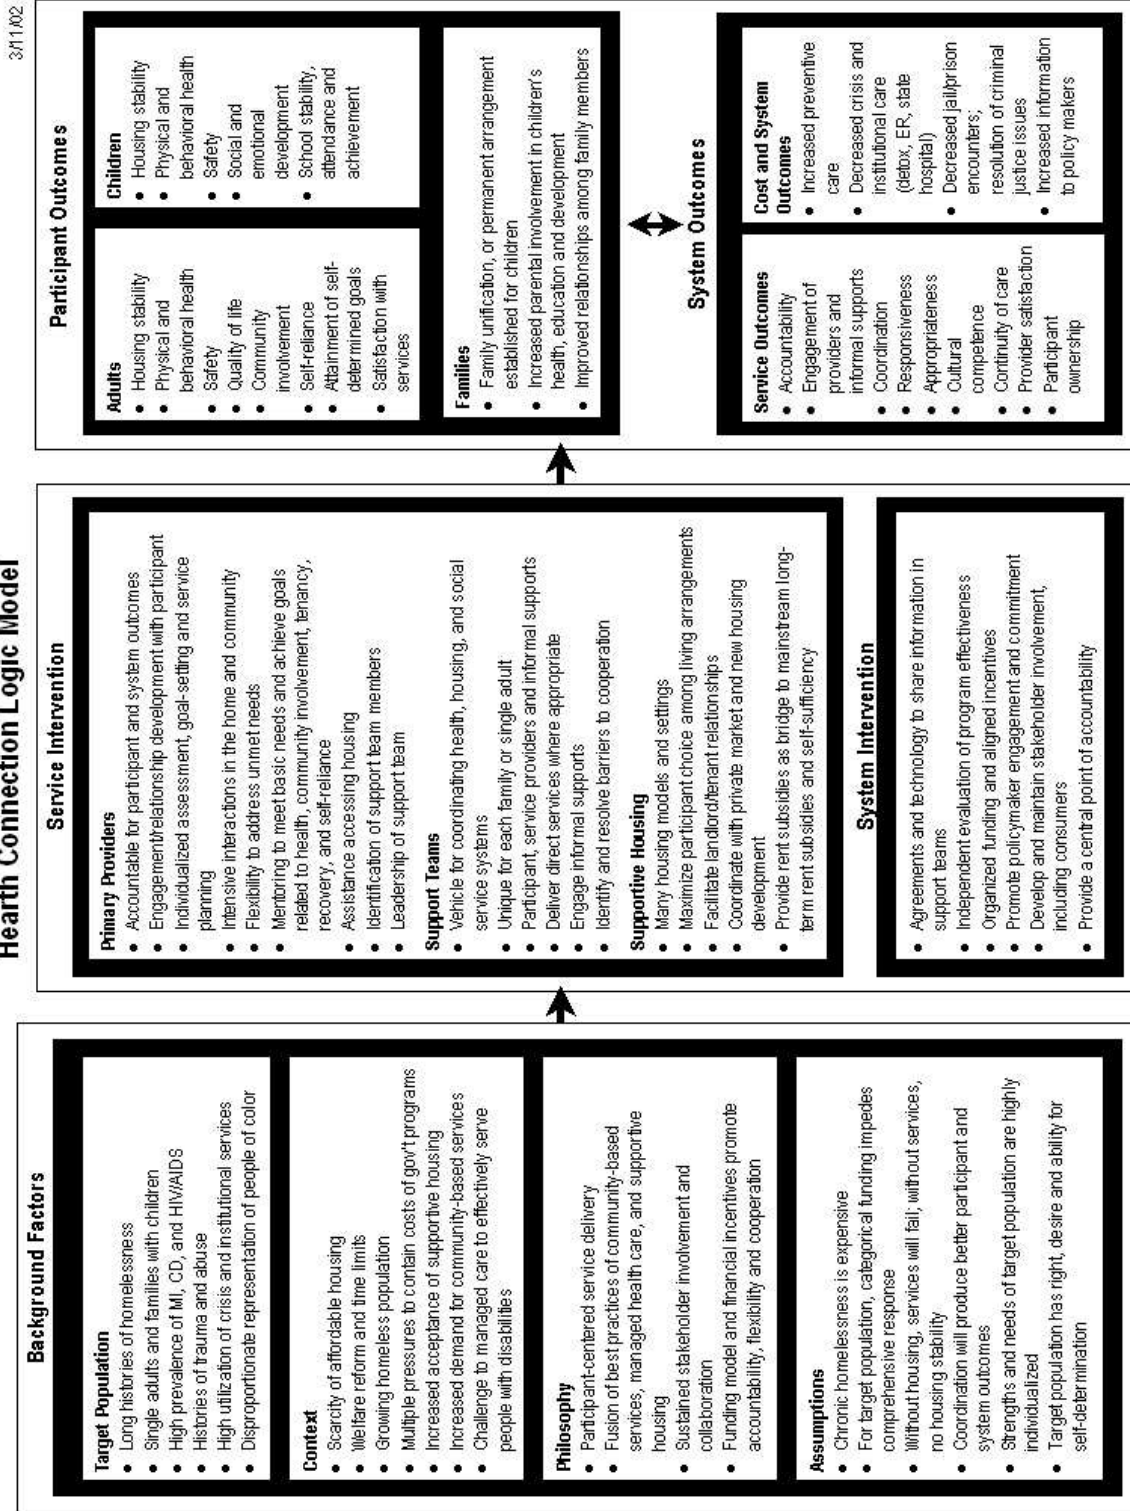 Hearth Connection Logic Model
3/11/02
Background Factors
Target Population
• Long histories of homelessness
• Single adults and families with children
• High prevalence of MI, CD, and HIV/AIDS
• Histories of trauma and abuse
• High utilization of crisis and institutional services
• Disproportionate representation of people of color
Context
• Scarcity of affordable housing
• Welfare reform and time limits
• Growing homeless population
• Multiple pressures to contain costs of gov't programs
• Increased acceptance of supportive housing
• Increased demand for community-based services
• Challenge to managed care to effectively serve
people with disabilities
Philosophy
• Participant-centered service delivery
• Fusion of best practices of community-based
services, managed health care, and supportive
housing
• Sustained stakeholder involvement and
collaboration
• Funding model and financial incentives promote
accountability, flexibility and cooperation
Assumptions
• Chronic homelessness is expensive
• For target population, categorical funding impedes
comprehensive response
• Without housing, services will fail; without services,
no housing stability
• Coordination will produce better participant and
system outcomes
• Strengths and needs of target population are highly
individualized
• Target population has right, desire and ability for
self-determination
Service Intervention
Primary Providers
• Accountable for participant and system outcomes
• Engagement/relationship development with participant
• Individualized assessment, goal-setting and service
planning
• Intensive interactions in the home and community
• Flexibility to address unmet needs
• Mentoring to meet basic needs and achieve goals
related to health, community involvement, tenancy,
recovery, and self-reliance
• Assistance accessing housing
• Identification of support team members
• Leadership of support team
Support Teams
• Vehicle for coordinating health, housing, and social
service systems
• Unique for each family or single adult
• Participant, service providers and informal supports
• Deliver direct services where appropriate
• Engage informal supports
• Identify and resolve barriers to cooperation
Supportive Housing
• Many housing models and settings
• Maximize participant choice among living arrangements
• Facilitate landlord/tenant relationships
• Coordinate with private market and new housing
development
• Provide rent subsidies as bridge to mainstream long-
term rent subsidies and self-sufficiency
System Intervention
• Agreements and technology to share information in
support teams
• Independent evaluation of program effectiveness
• Organized funding and aligned incentives
• Promote policymaker engagement and commitment
• Develop and maintain stakeholder involvement,
including consumers
• Provide a central point of accountability
Participant Outcomes
Adults
• Housing stability
• Physical and
behavioral health
• Safety
• Quality of life
• Community
involvement
• Self-reliance
• Attainment of self-
determined goals
• Satisfaction with
services
Children
• Housing stability
• Physical and
behavioral health
• Safety
• Social and
emotional
development
• School stability,
attendance and
achievement
Families
• Family unification, or permanent arrangement
established for children
• Increased parental involvement in children's
health, education and development
• Improved relationships among family members
System Outcomes
Service Outcomes
• Accountability
• Engagement of
providers and
informal supports
• Coordination
• Responsiveness
• Appropriateness
• Cultural
competence
• Continuity of care
• Provider satisfaction
• Participant
ownership
Cost and System
Outcomes
• Increased preventive
care
• Decreased crisis and
institutional care
(detox, ER, state
hospital)
• Decreased jail/prison
encounters;
resolution of criminal
justice issues
• Increased information
to policy makers